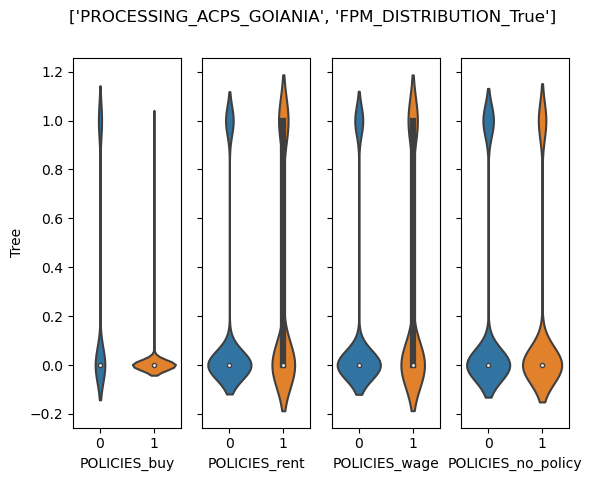 ['PROCESSING_ACPS_GOIANIA', 'FPM_DISTRIBUTION_True']
1.2
1.0
0.8
0.6
0.4
0.2
0.0
−0.2
Tree
0 1 0 1 0 1 0 1
POLICIES_buy POLICIES_rent POLICIES_wage POLICIES_no_policy